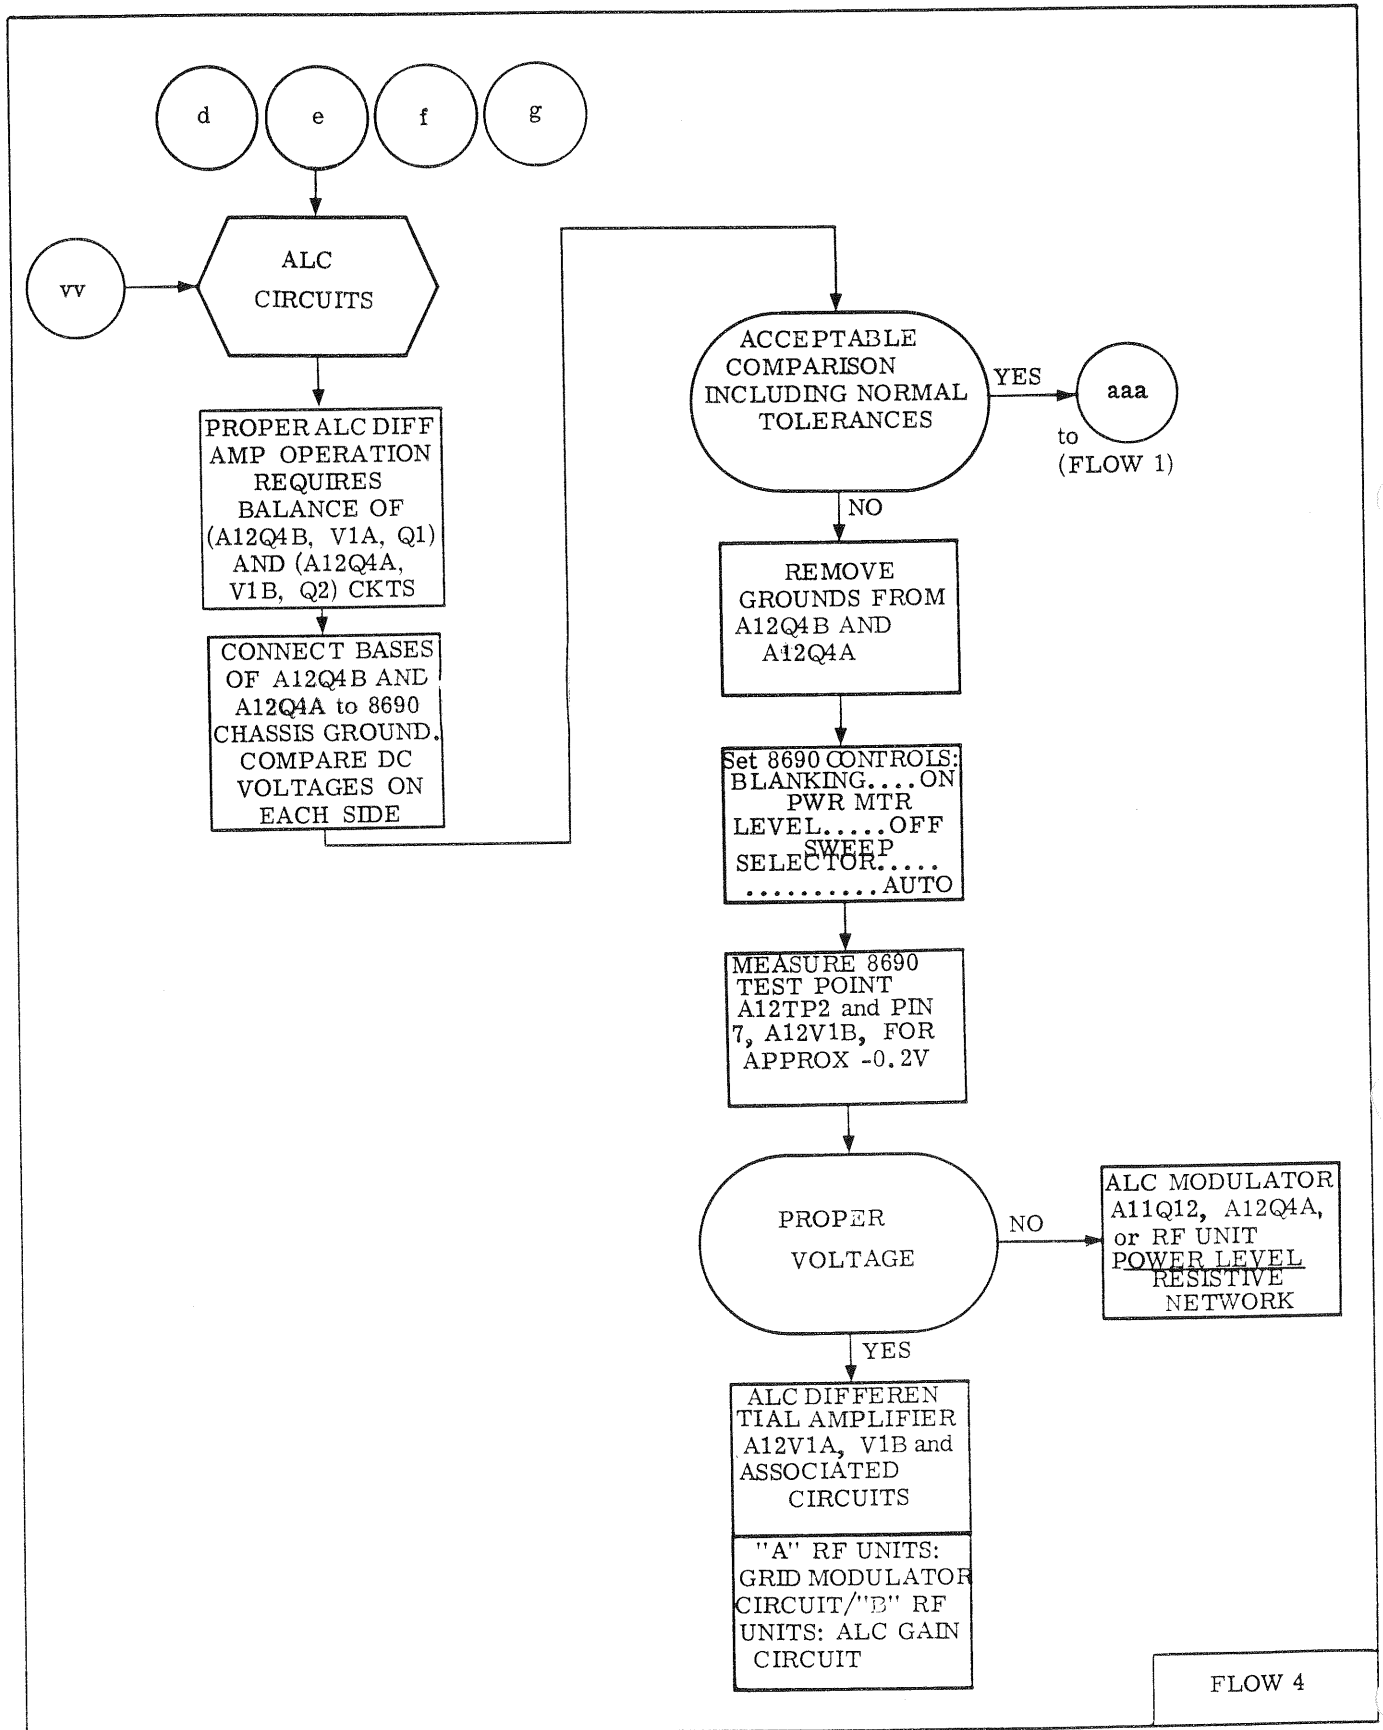 d
e
f
g
vv
ALC
CIRCUITS
PROPER ALC DIFF
AMP OPERATION
REQUIRES
BALANCE OF
(A12Q4B, V1A, Q1)
AND (A12Q4A,
V1B, Q2) CKTS
CONNECT BASES
OF A12Q4B AND
A12Q4A to 8690
CHASSIS GROUND.
COMPARE DC
VOLTAGES ON
EACH SIDE
ACCEPTABLE
COMPARISON
INCLUDING NORMAL
TOLERANCES
YES
aaa
to
(FLOW 1)
NO
REMOVE
GROUNDS FROM
A12Q4B AND
A12Q4A
Set 8690 CONTROLS:
BLANKING....ON
PWR MTR
LEVEL.....OFF
SWEEP
SELECTOR.....
..........AUTO
MEASURE 8690
TEST POINT
A12TP2 and PIN
7, A12V1B, FOR
APPROX -0.2V
PROPER
VOLTAGE
NO
ALC MODULATOR
A11Q12, A12Q4A,
or RF UNIT
POWER LEVEL
RESISTIVE
NETWORK
YES
ALC DIFFEREN
TIAL AMPLIFIER
A12V1A, V1B and
ASSOCIATED
CIRCUITS
"A" RF UNITS:
GRID MODULATOR
CIRCUIT/"B" RF
UNITS: ALC GAIN
CIRCUIT
FLOW 4